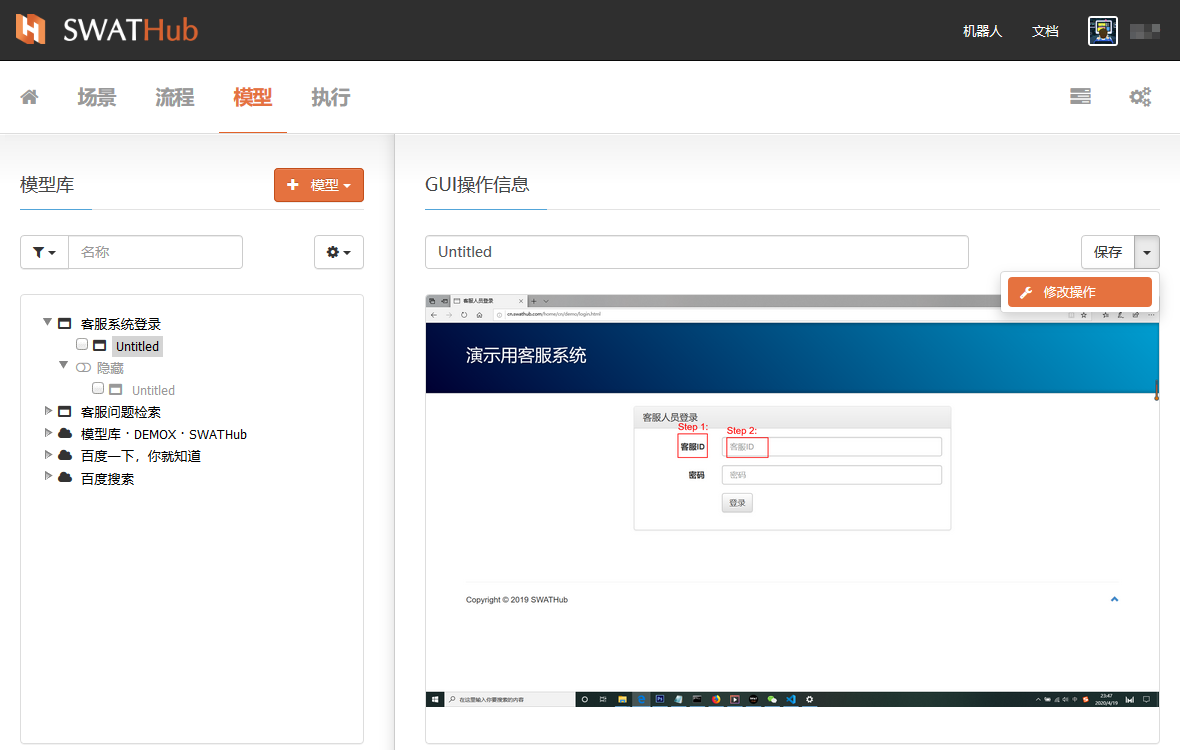 SWATHub
机器人 文档
场景 流程 模型 执行
模型库
模型
名称
客服系统登录
Untitled
隐藏
Untitled
客服问题检索
模型库・DEMOX・SWATHub
百度一下，你就知道
百度搜索
GUI操作信息
Untitled
保存
修改操作
客服人员登录
cn.swathub.com/home/cn/demo/login.html
演示用客服系统
客服人员登录
Step 1: Step 2:
客服ID 客服ID
密码 密码
登录
Copyright © 2019 SWATHub
在这里输入你要搜索的内容
23:47
2020/4/19